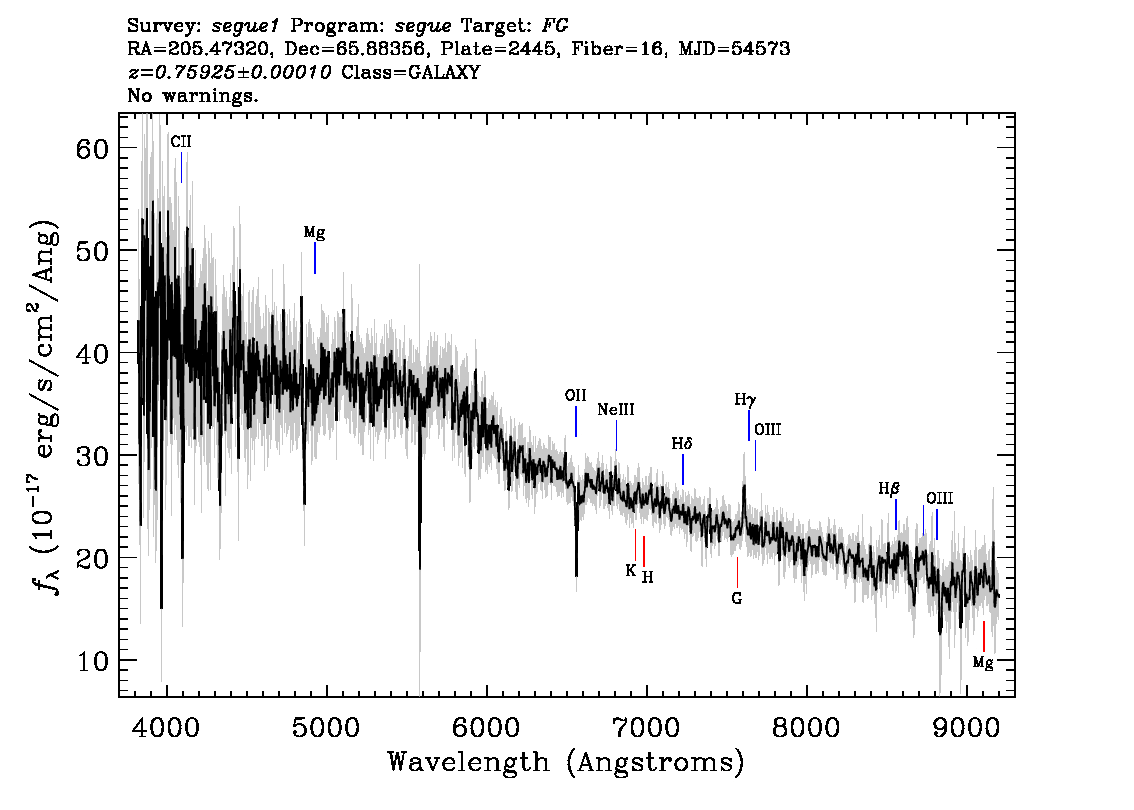 Survey: segue1 Program: segue Target: FG
RA=205.47320, Dec=65.88356, Plate=2445, Fiber=16, MJD=54573
z=0.75925±0.00010 Class=GALAXY
No warnings.
60
50
40
30
20
10
fλ (10⁻¹⁷ erg/s/cm²/Ang)
CII
Mg
OII
NeIII
Hδ
Hγ
OIII
Hβ
OIII
K
H
G
Mg
4000 5000 6000 7000 8000 9000
Wavelength (Angstroms)